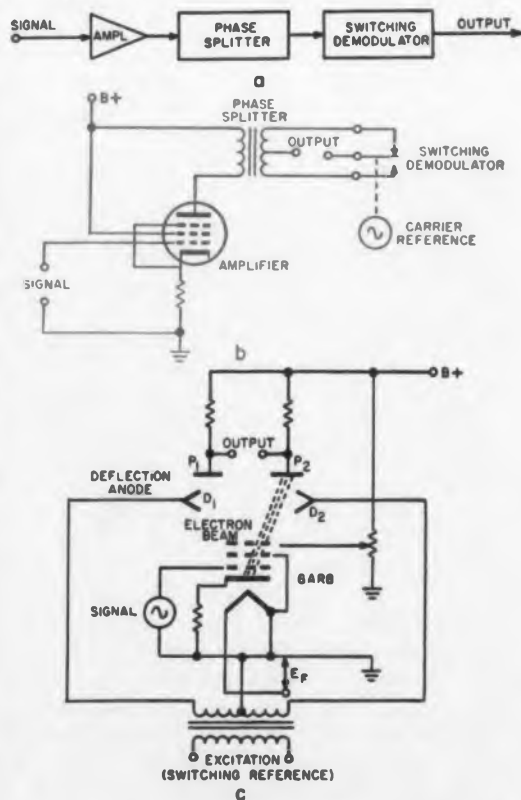 SIGNAL
AMPL
PHASE
SPLITTER
SWITCHING
DEMODULATOR
OUTPUT
a
B+
PHASE
SPLITTER
OUTPUT
SWITCHING
DEMODULATOR
CARRIER
REFERENCE
AMPLIFIER
SIGNAL
b
B+
P1
OUTPUT
P2
DEFLECTION
ANODE
D1
D2
ELECTRON
BEAM
6AR8
SIGNAL
EF
EXCITATION
(SWITCHING REFERENCE)
c